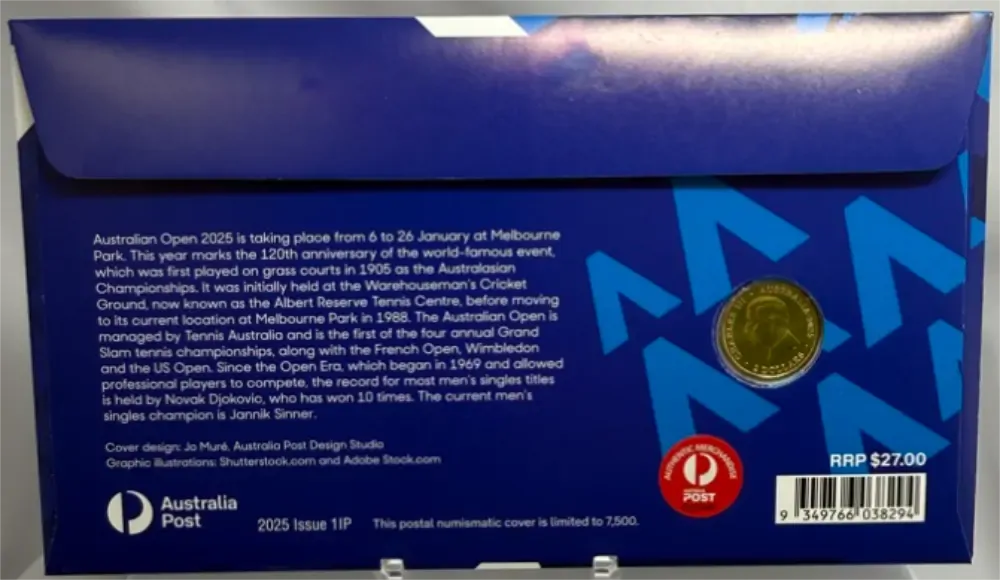 Australian Open 2025 is taking place from 6 to 26 January at Melbourne
Park. This year marks the 120th anniversary of the world-famous event,
which was first played on grass courts in 1905 as the Australasian
Championships. It was initially held at the Warehouseman's Cricket
Ground, now known as the Albert Reserve Tennis Centre, before moving
to its current location at Melbourne Park in 1988. The Australian Open is
managed by Tennis Australia and is the first of the four annual Grand
Slam tennis championships, along with the French Open, Wimbledon
and the US Open. Since the Open Era, which began in 1969 and allowed
professional players to compete, the record for most men's singles titles
is held by Novak Djokovic, who has won 10 times. The current men's
singles champion is Jannik Sinner.
Cover design: Jo Muré, Australia Post Design Studio
Graphic illustrations: Shutterstock.com and Adobe Stock.com
Australia
Post
2025 Issue 1IP
This postal numismatic cover is limited to 7,500.
AUSTRALIA
2 DOLLARS
AUTHENTIC MERCHANDISE
POST
RRP $27.00
9 349766 038294